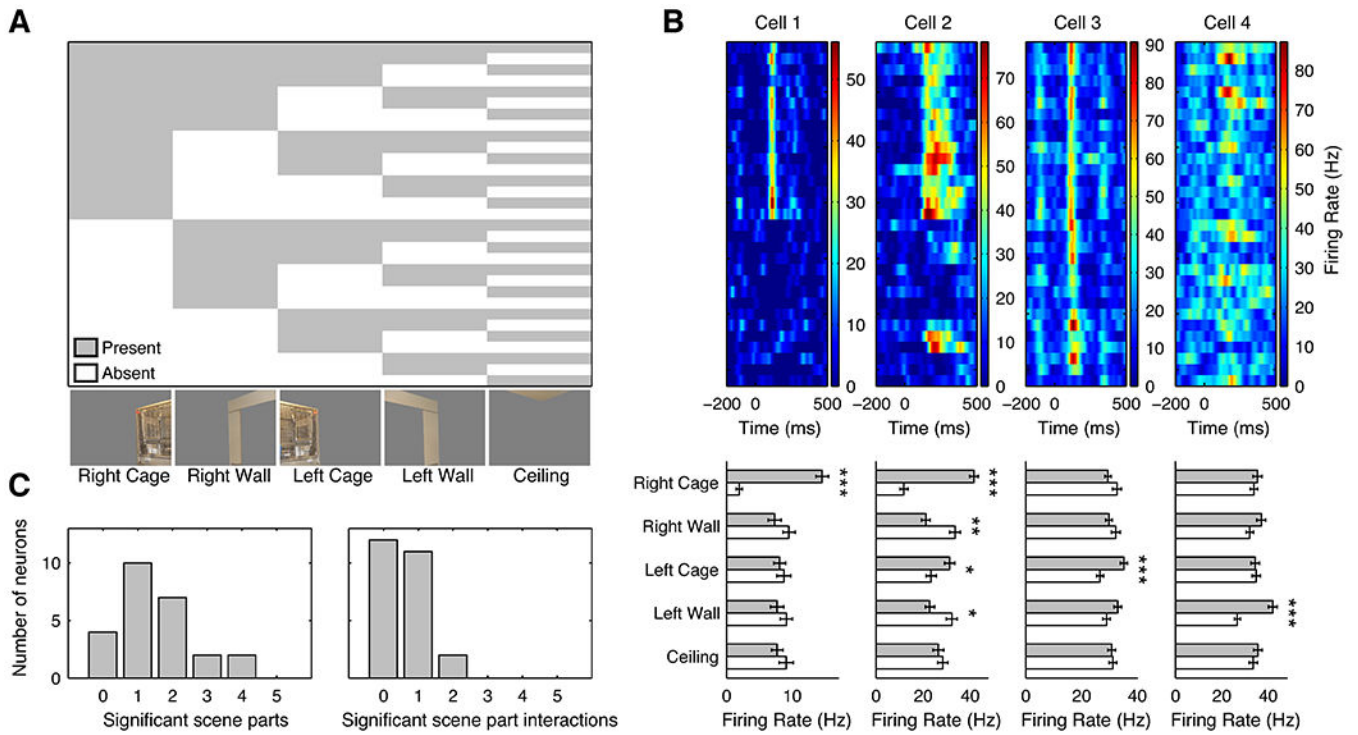 A
Present
Absent
Right Cage Right Wall Left Cage Left Wall Ceiling
B
Cell 1 Cell 2 Cell 3 Cell 4
50
40
30
20
10
0
70
60
50
40
30
20
10
0
90
80
70
60
50
40
30
20
10
0
80
70
60
50
40
30
20
10
0
Firing Rate (Hz)
−200 0 500 −200 0 500 −200 0 500 −200 0 500
Time (ms) Time (ms) Time (ms) Time (ms)
Right Cage *** ***
Right Wall **
Left Cage * ***
Left Wall * ***
Ceiling
0 10 0 20 40 0 20 40 0 20 40
Firing Rate (Hz) Firing Rate (Hz) Firing Rate (Hz) Firing Rate (Hz)
C
Number of neurons
10
5
0
0 1 2 3 4 5
Significant scene parts
0 1 2 3 4 5
Significant scene part interactions